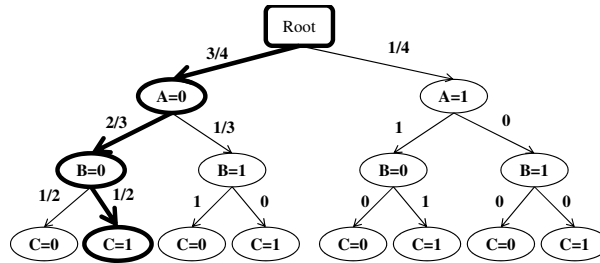 Root
3/4 1/4
A=0 A=1
2/3 1/3 1 0
B=0 B=1 B=0 B=1
1/2 1/2 1 0 0 1 0 0
C=0 C=1 C=0 C=1 C=0 C=1 C=0 C=1